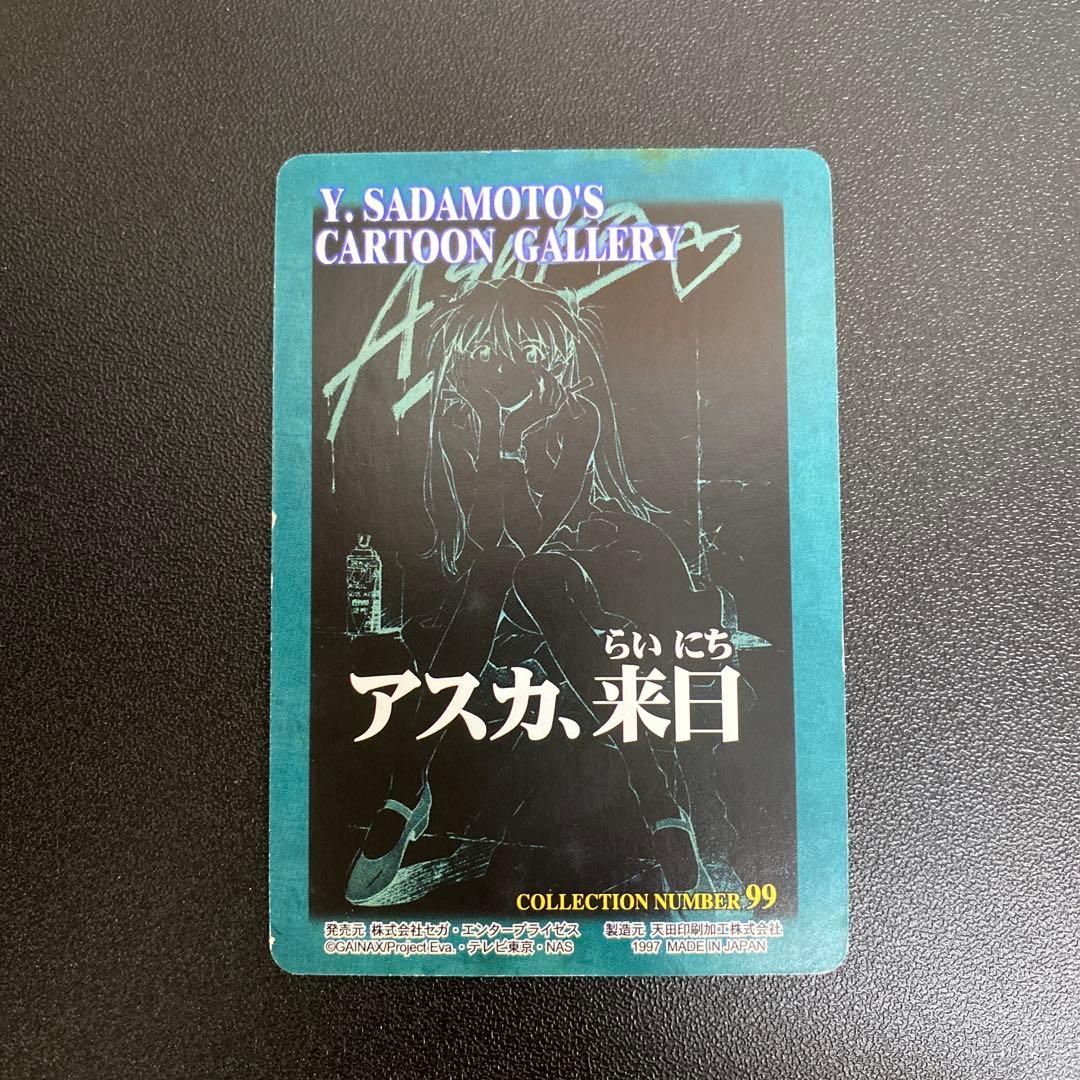 Y. SADAMOTO'S
CARTOON GALLERY
らいにち
アスカ、来日
COLLECTION NUMBER 99
発売元 株式会社セガ・エンタープライゼス 製造元 天田印刷加工株式会社
©GAINAX/Project Eva.・テレビ東京・NAS 1997 MADE IN JAPAN